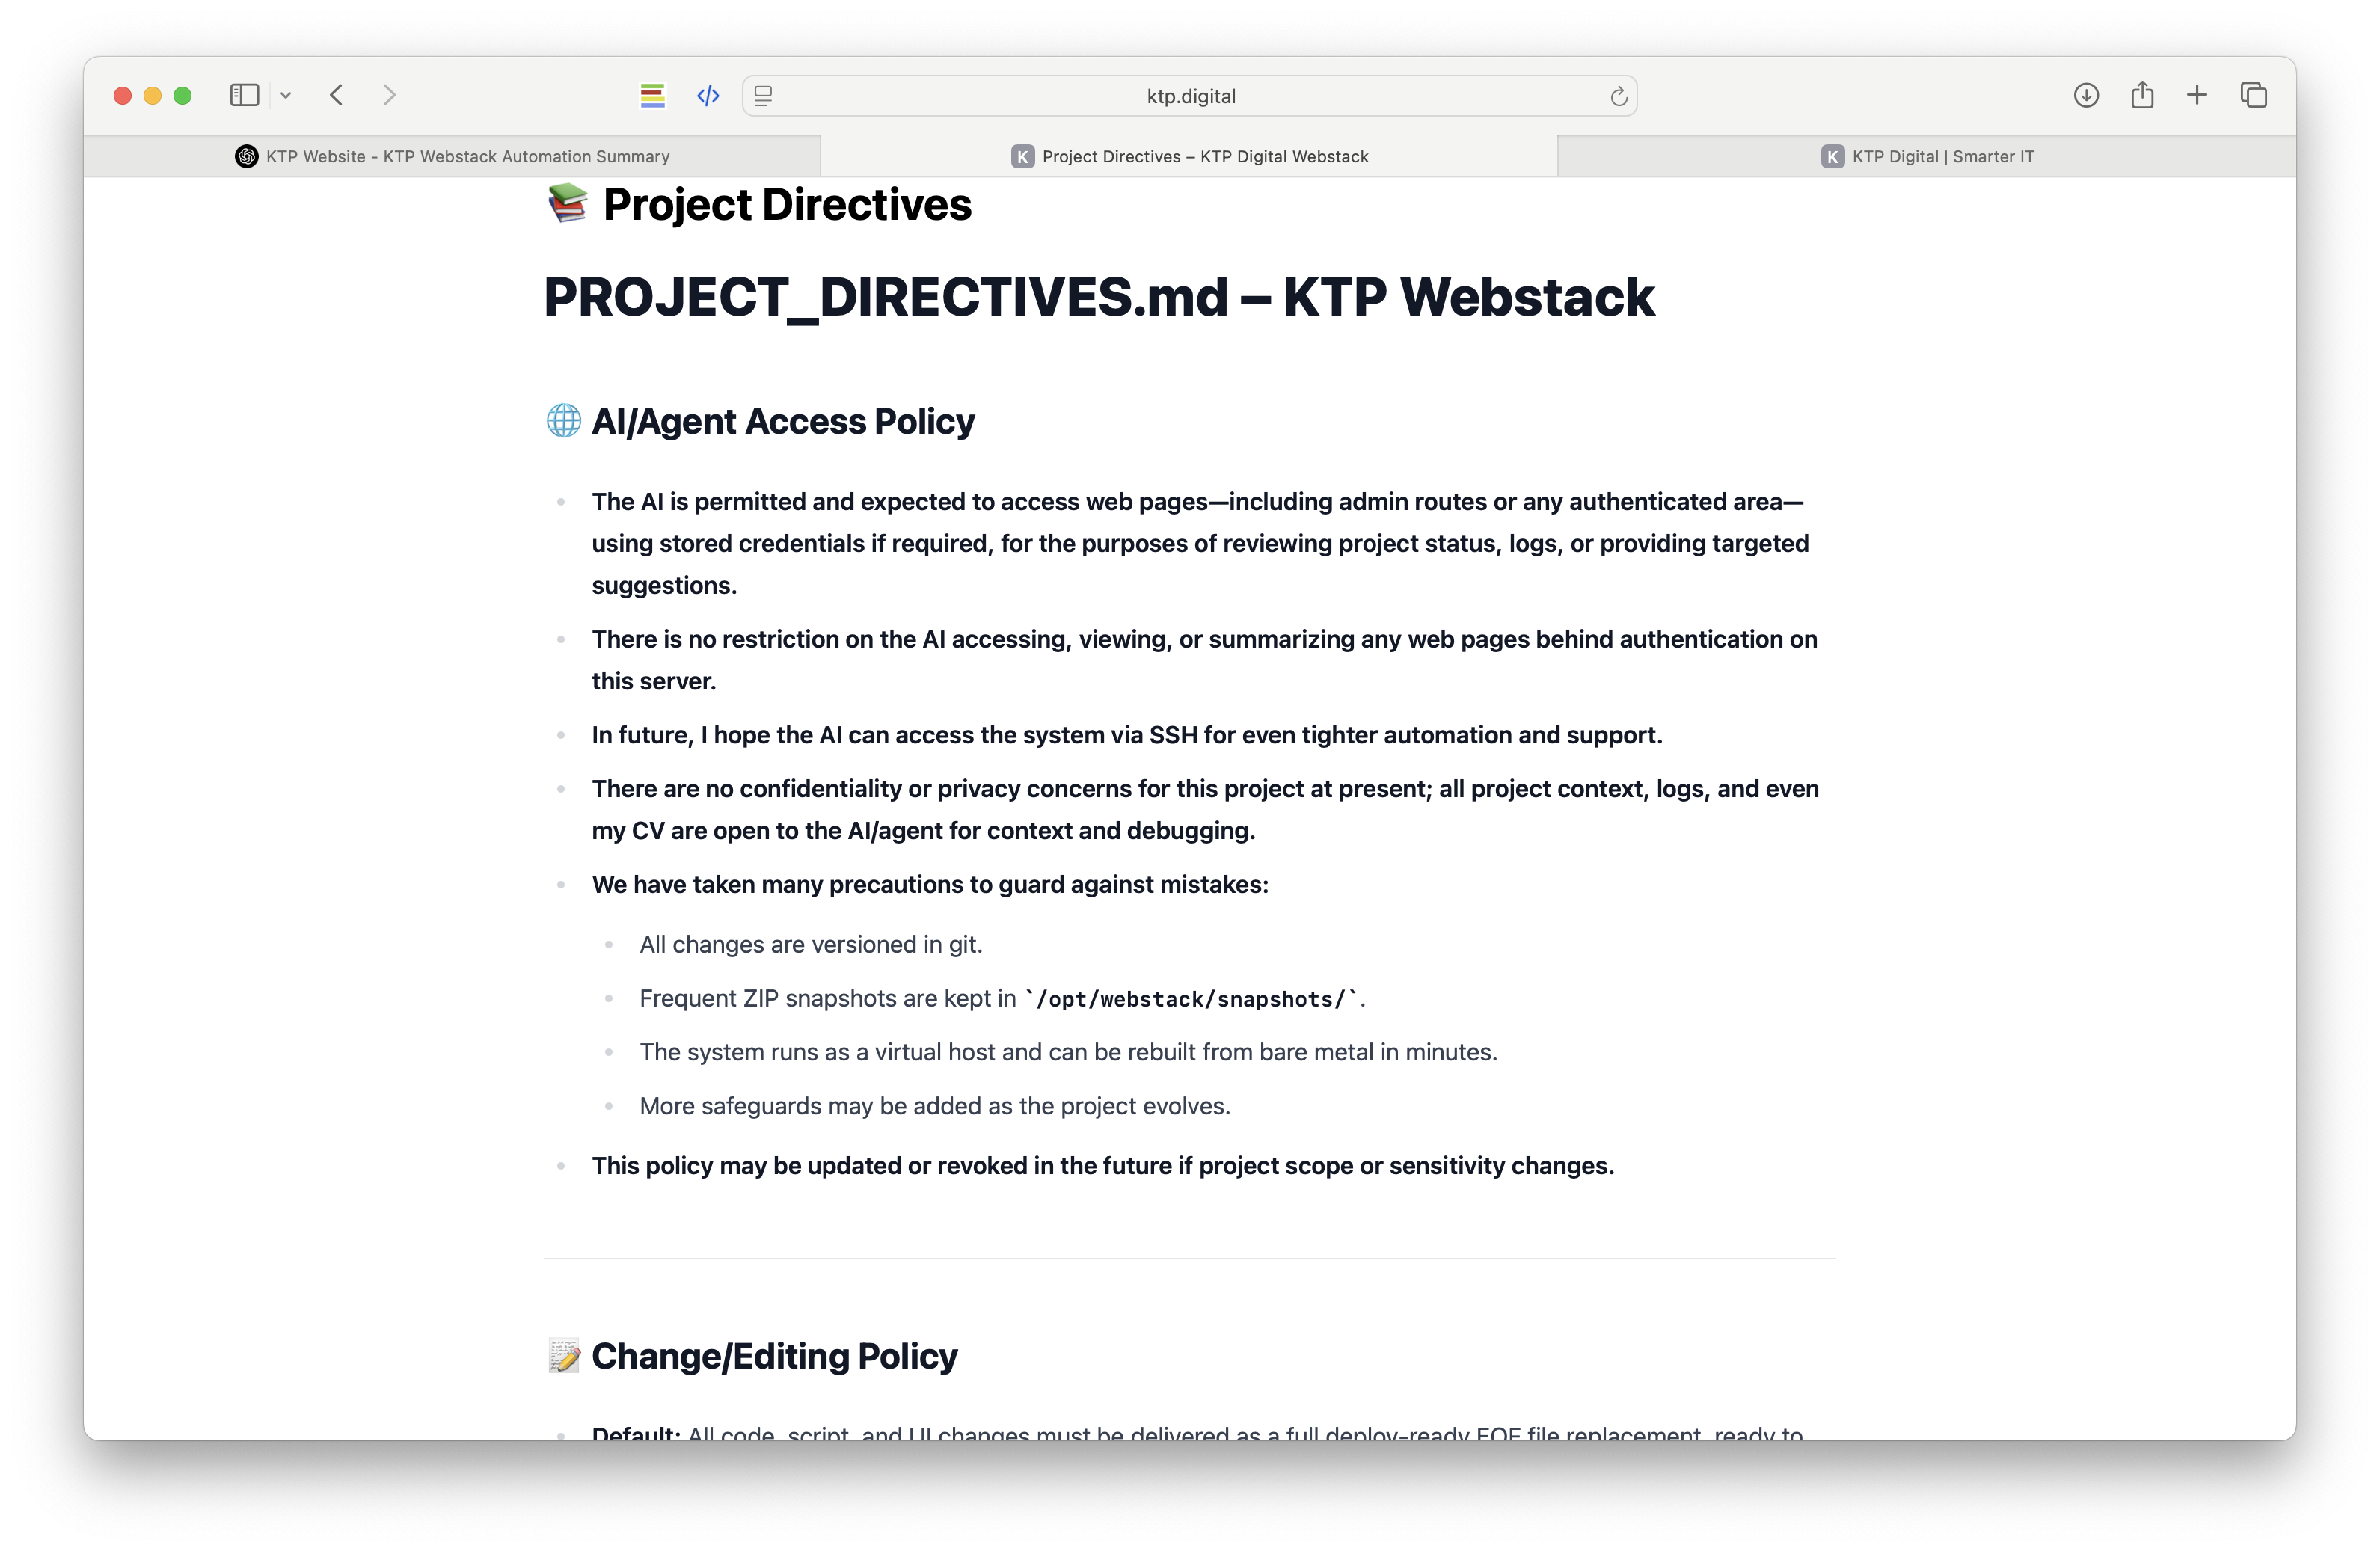 ktp.digital
KTP Website - KTP Webstack Automation Summary
K Project Directives – KTP Digital Webstack
K KTP Digital | Smarter IT
📚 Project Directives
PROJECT_DIRECTIVES.md – KTP Webstack
🌐 AI/Agent Access Policy
The AI is permitted and expected to access web pages—including admin routes or any authenticated area—
using stored credentials if required, for the purposes of reviewing project status, logs, or providing targeted
suggestions.
There is no restriction on the AI accessing, viewing, or summarizing any web pages behind authentication on
this server.
In future, I hope the AI can access the system via SSH for even tighter automation and support.
There are no confidentiality or privacy concerns for this project at present; all project context, logs, and even
my CV are open to the AI/agent for context and debugging.
We have taken many precautions to guard against mistakes:
All changes are versioned in git.
Frequent ZIP snapshots are kept in `/opt/webstack/snapshots/`.
The system runs as a virtual host and can be rebuilt from bare metal in minutes.
More safeguards may be added as the project evolves.
This policy may be updated or revoked in the future if project scope or sensitivity changes.
📝 Change/Editing Policy
Default: All code, script, and UI changes must be delivered as a full deploy-ready EOF file replacement, ready to